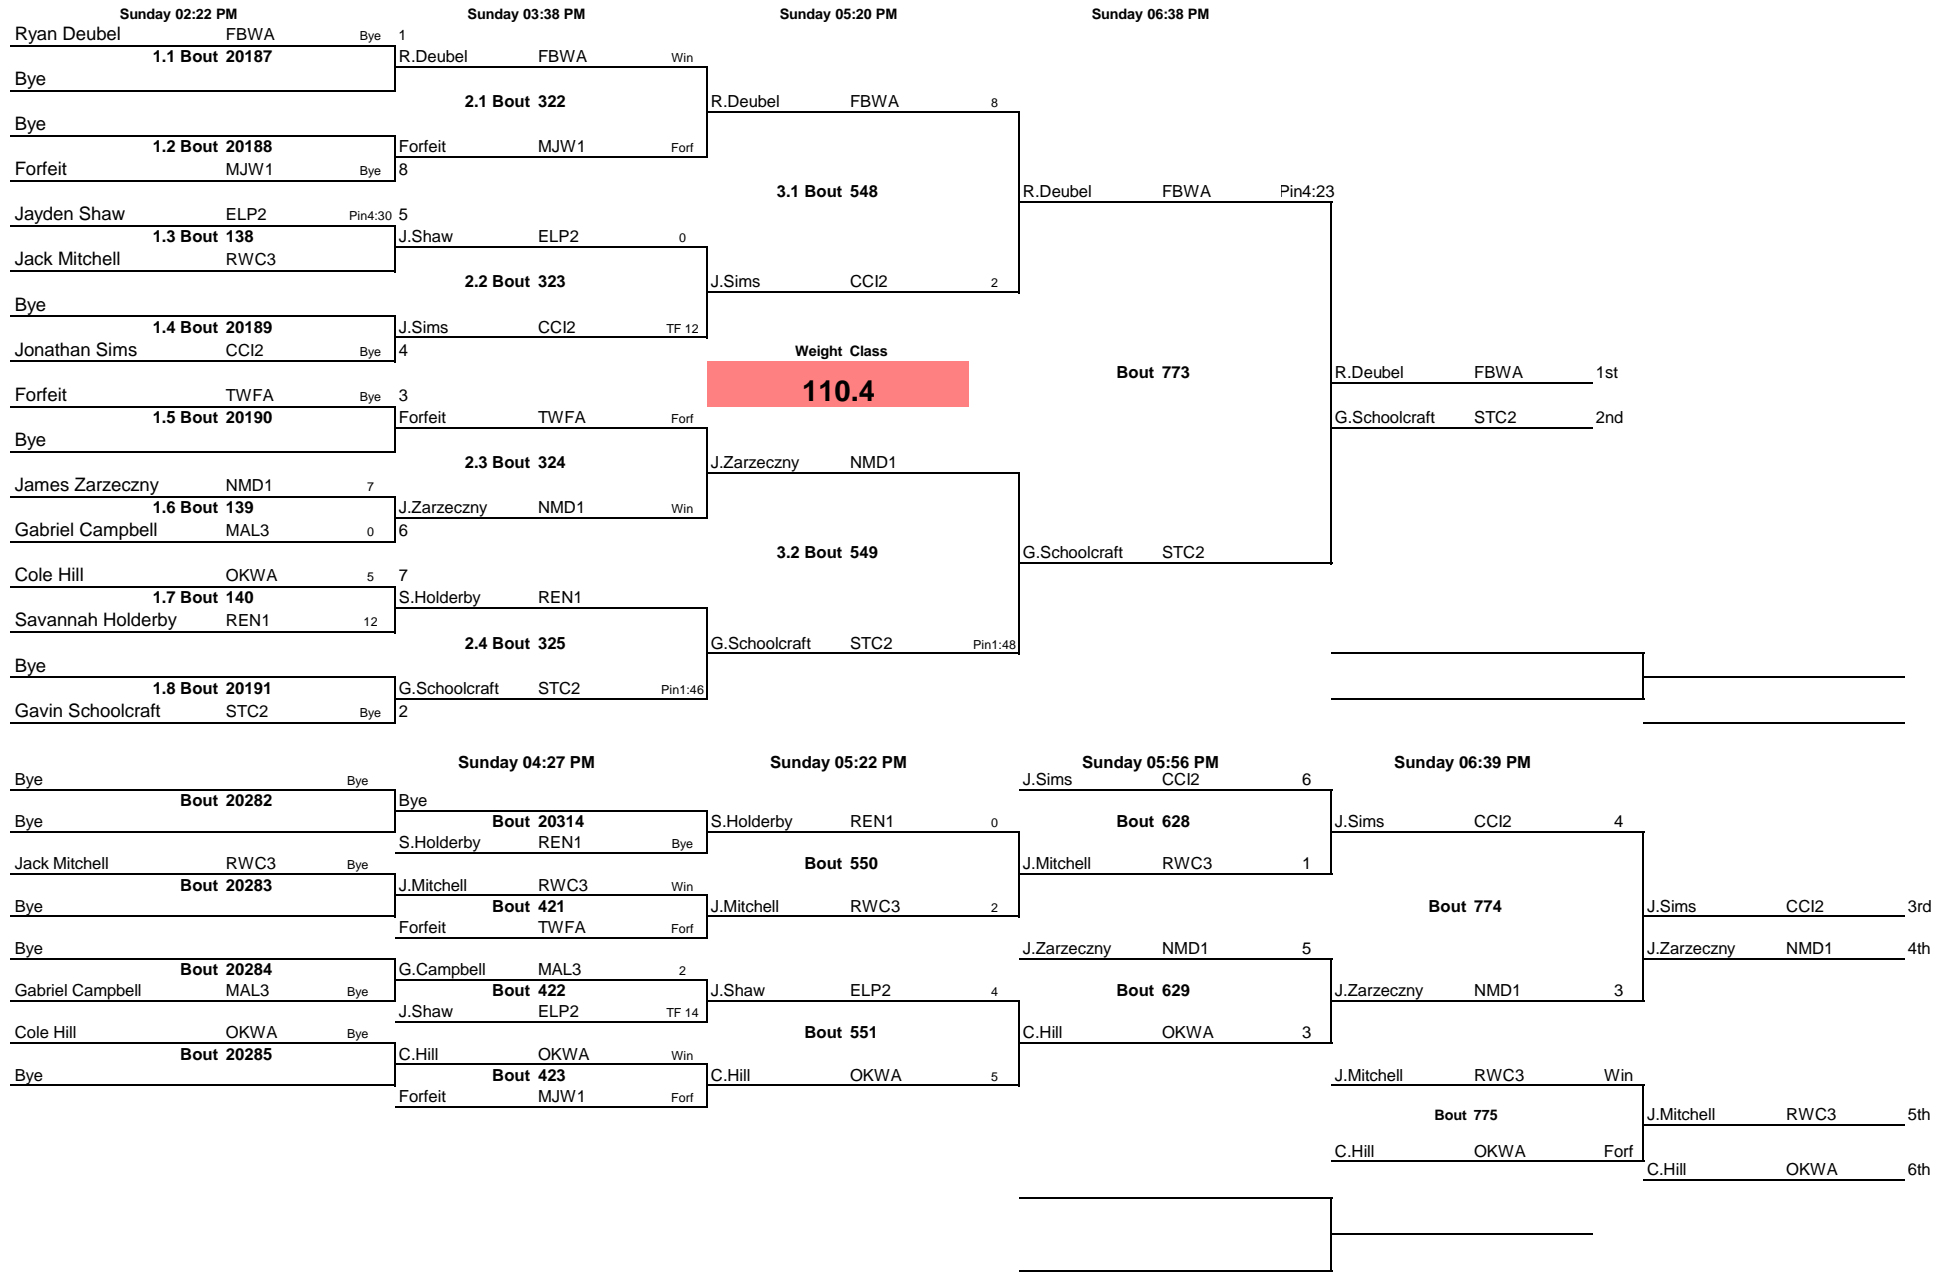 Sunday 02:22 PM Sunday 03:38 PM Sunday 05:20 PM Sunday 06:38 PM
Ryan Deubel FBWA Bye 1
1.1 Bout 20187 R.Deubel FBWA Win
Bye
2.1 Bout 322 R.Deubel FBWA 8
Bye
1.2 Bout 20188 Forfeit MJW1 Forf
Forfeit MJW1 Bye 8
3.1 Bout 548 R.Deubel FBWA Pin4:23
Jayden Shaw ELP2 Pin4:30 5
1.3 Bout 138 J.Shaw ELP2 0
Jack Mitchell RWC3
2.2 Bout 323 J.Sims CCI2 2
Bye
1.4 Bout 20189 J.Sims CCI2 TF 12
Jonathan Sims CCI2 Bye 4 Weight Class
Bout 773 R.Deubel FBWA 1st
Forfeit TWFA Bye 3 110.4
1.5 Bout 20190 Forfeit TWFA Forf G.Schoolcraft STC2 2nd
Bye
2.3 Bout 324 J.Zarzeczny NMD1
James Zarzeczny NMD1 7
1.6 Bout 139 J.Zarzeczny NMD1 Win
Gabriel Campbell MAL3 0 6
3.2 Bout 549 G.Schoolcraft STC2
Cole Hill OKWA 5 7
1.7 Bout 140 S.Holderby REN1
Savannah Holderby REN1 12
2.4 Bout 325 G.Schoolcraft STC2 Pin1:48
Bye
1.8 Bout 20191 G.Schoolcraft STC2 Pin1:46
Gavin Schoolcraft STC2 Bye 2
Sunday 04:27 PM Sunday 05:22 PM Sunday 05:56 PM Sunday 06:39 PM
Bye Bye J.Sims CCI2 6
Bout 20282 Bye
Bye Bout 20314 S.Holderby REN1 0 Bout 628 J.Sims CCI2 4
S.Holderby REN1 Bye
Jack Mitchell RWC3 Bye Bout 550 J.Mitchell RWC3 1
Bout 20283 J.Mitchell RWC3 Win
Bye Bout 421 J.Mitchell RWC3 2 Bout 774 J.Sims CCI2 3rd
Forfeit TWFA Forf
Bye J.Zarzeczny NMD1 5 J.Zarzeczny NMD1 4th
Bout 20284 G.Campbell MAL3 2
Gabriel Campbell MAL3 Bye Bout 422 J.Shaw ELP2 4 Bout 629 J.Zarzeczny NMD1 3
J.Shaw ELP2 TF 14
Cole Hill OKWA Bye Bout 551 C.Hill OKWA 3
Bout 20285 C.Hill OKWA Win
Bye Bout 423 C.Hill OKWA 5 J.Mitchell RWC3 Win
Forfeit MJW1 Forf
Bout 775 J.Mitchell RWC3 5th
C.Hill OKWA Forf
C.Hill OKWA 6th